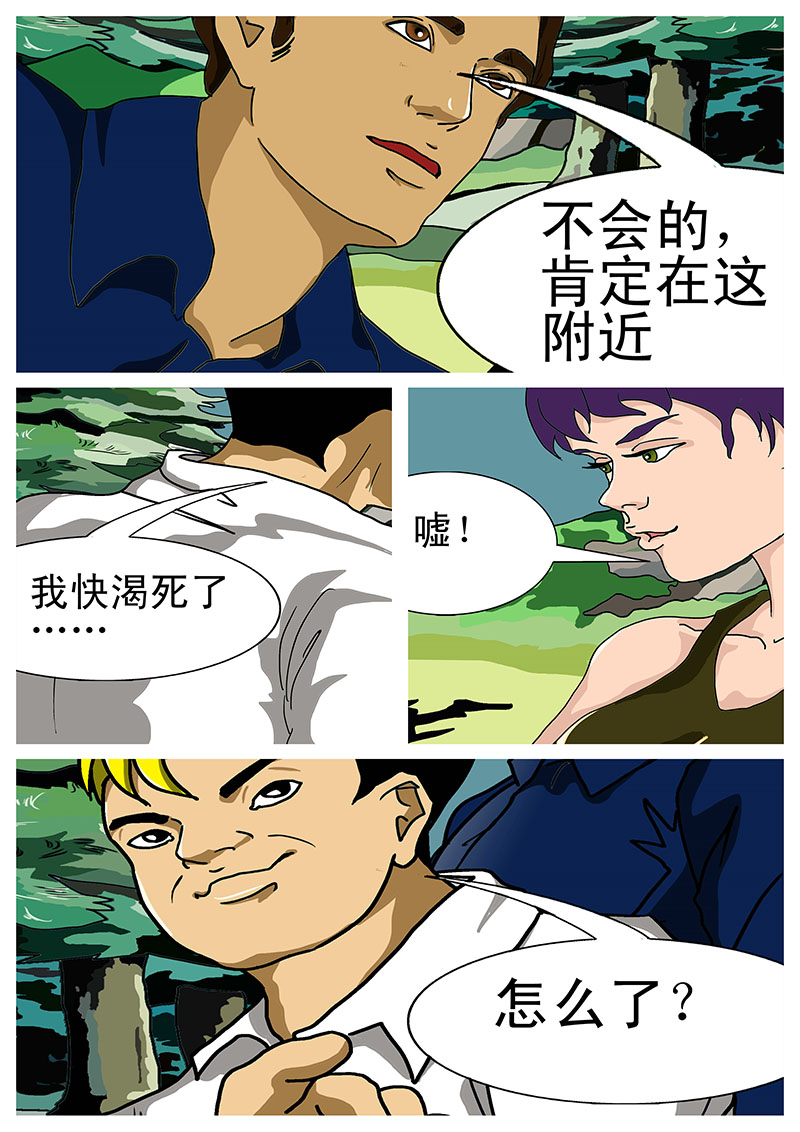 不会的，
肯定在这
附近
我快渴死了
……
嘘！
怎么了？